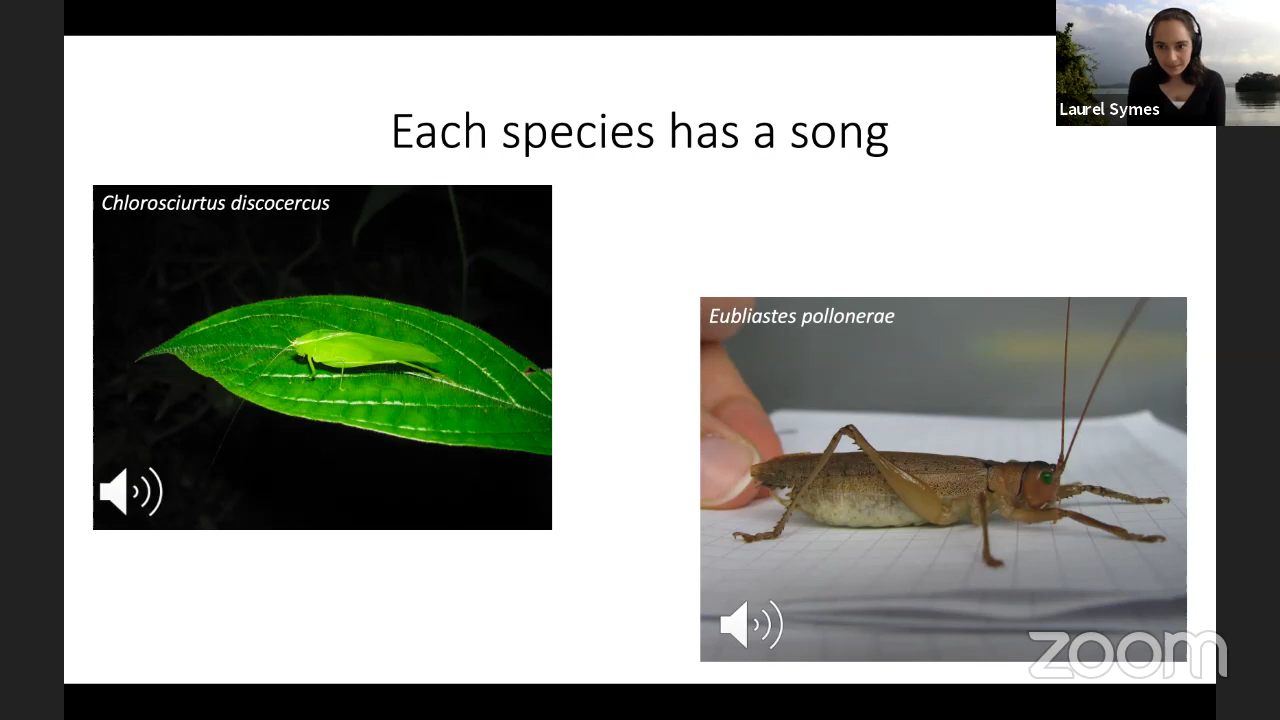 Laurel Symes
Each species has a song
Chlorosciurtus discocercus
Eubliastes pollonerae
zoom